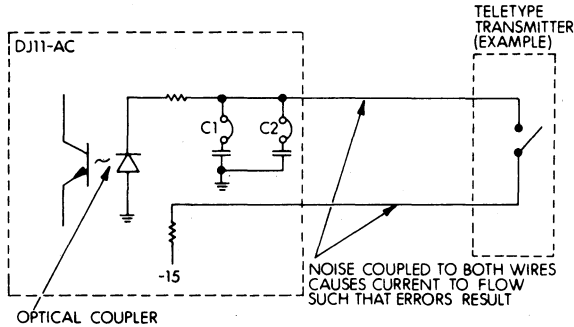 TELETYPE
TRANSMITTER
(EXAMPLE)
DJ11-AC
C1
C2
-15
NOISE COUPLED TO BOTH WIRES
CAUSES CURRENT TO FLOW
SUCH THAT ERRORS RESULT
OPTICAL COUPLER